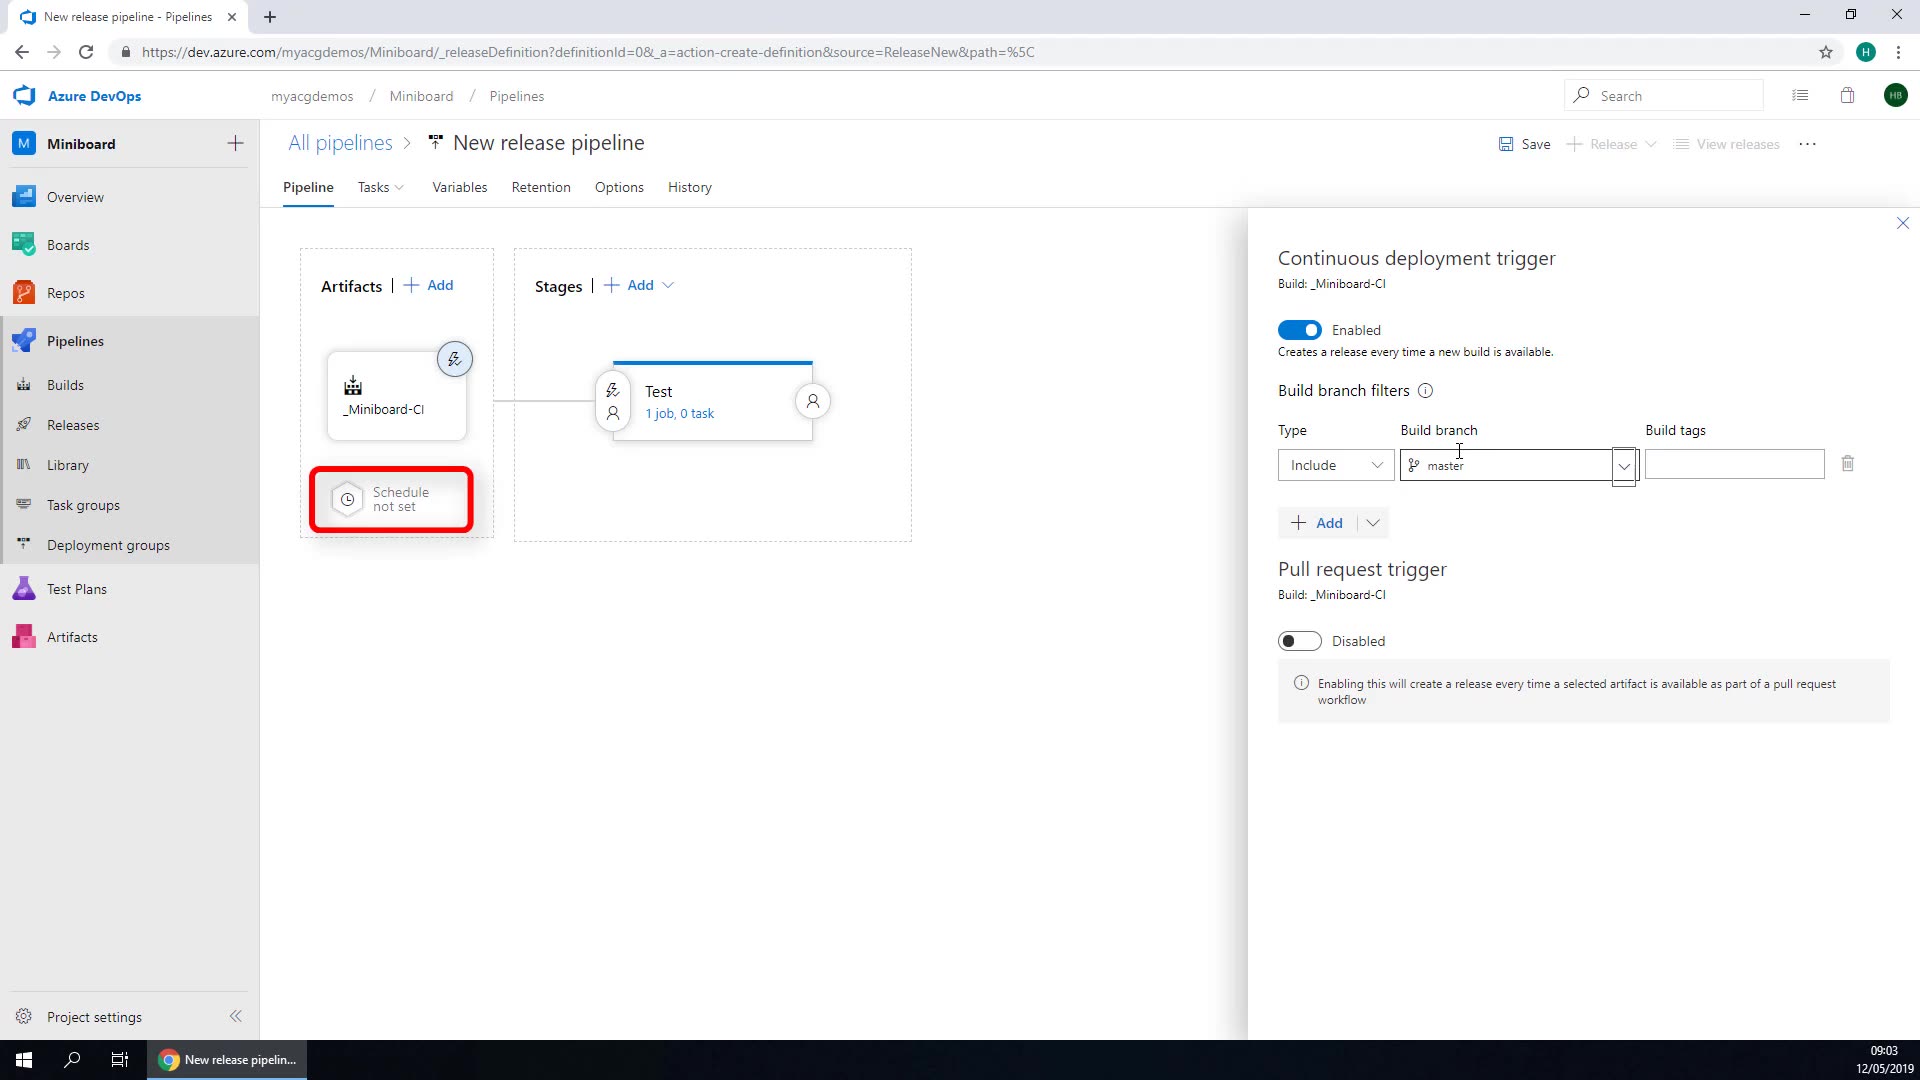 New release pipeline - Pipelines
https://dev.azure.com/myacgdemos/Miniboard/_releaseDefinition?definitionId=0&_a=action-create-definition&source=ReleaseNew&path=%5C
H
Azure DevOps
myacgdemos / Miniboard / Pipelines
Search
HB
M Miniboard
All pipelines > New release pipeline
Save
Release
View releases
Pipeline Tasks Variables Retention Options History
Overview
Boards
Repos
Pipelines
Builds
Releases
Library
Task groups
Deployment groups
Test Plans
Artifacts
Project settings
Artifacts | + Add
_Miniboard-CI
Schedule
not set
Stages | + Add
Test
1 job, 0 task
Continuous deployment trigger
Build: _Miniboard-CI
Enabled
Creates a release every time a new build is available.
Build branch filters
Type Build branch Build tags
Include master
+ Add
Pull request trigger
Build: _Miniboard-CI
Disabled
Enabling this will create a release every time a selected artifact is available as part of a pull request
workflow
New release pipelin...
09:03
12/05/2019